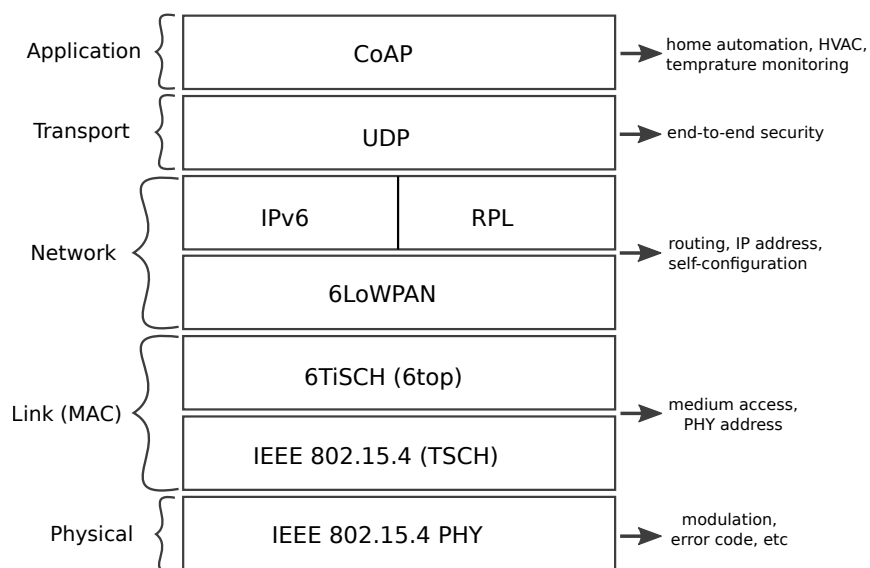 Application
CoAP
home automation, HVAC,
temprature monitoring
Transport
UDP
end-to-end security
Network
IPv6
RPL
6LoWPAN
routing, IP address,
self-configuration
Link (MAC)
6TiSCH (6top)
IEEE 802.15.4 (TSCH)
medium access,
PHY address
Physical
IEEE 802.15.4 PHY
modulation,
error code, etc